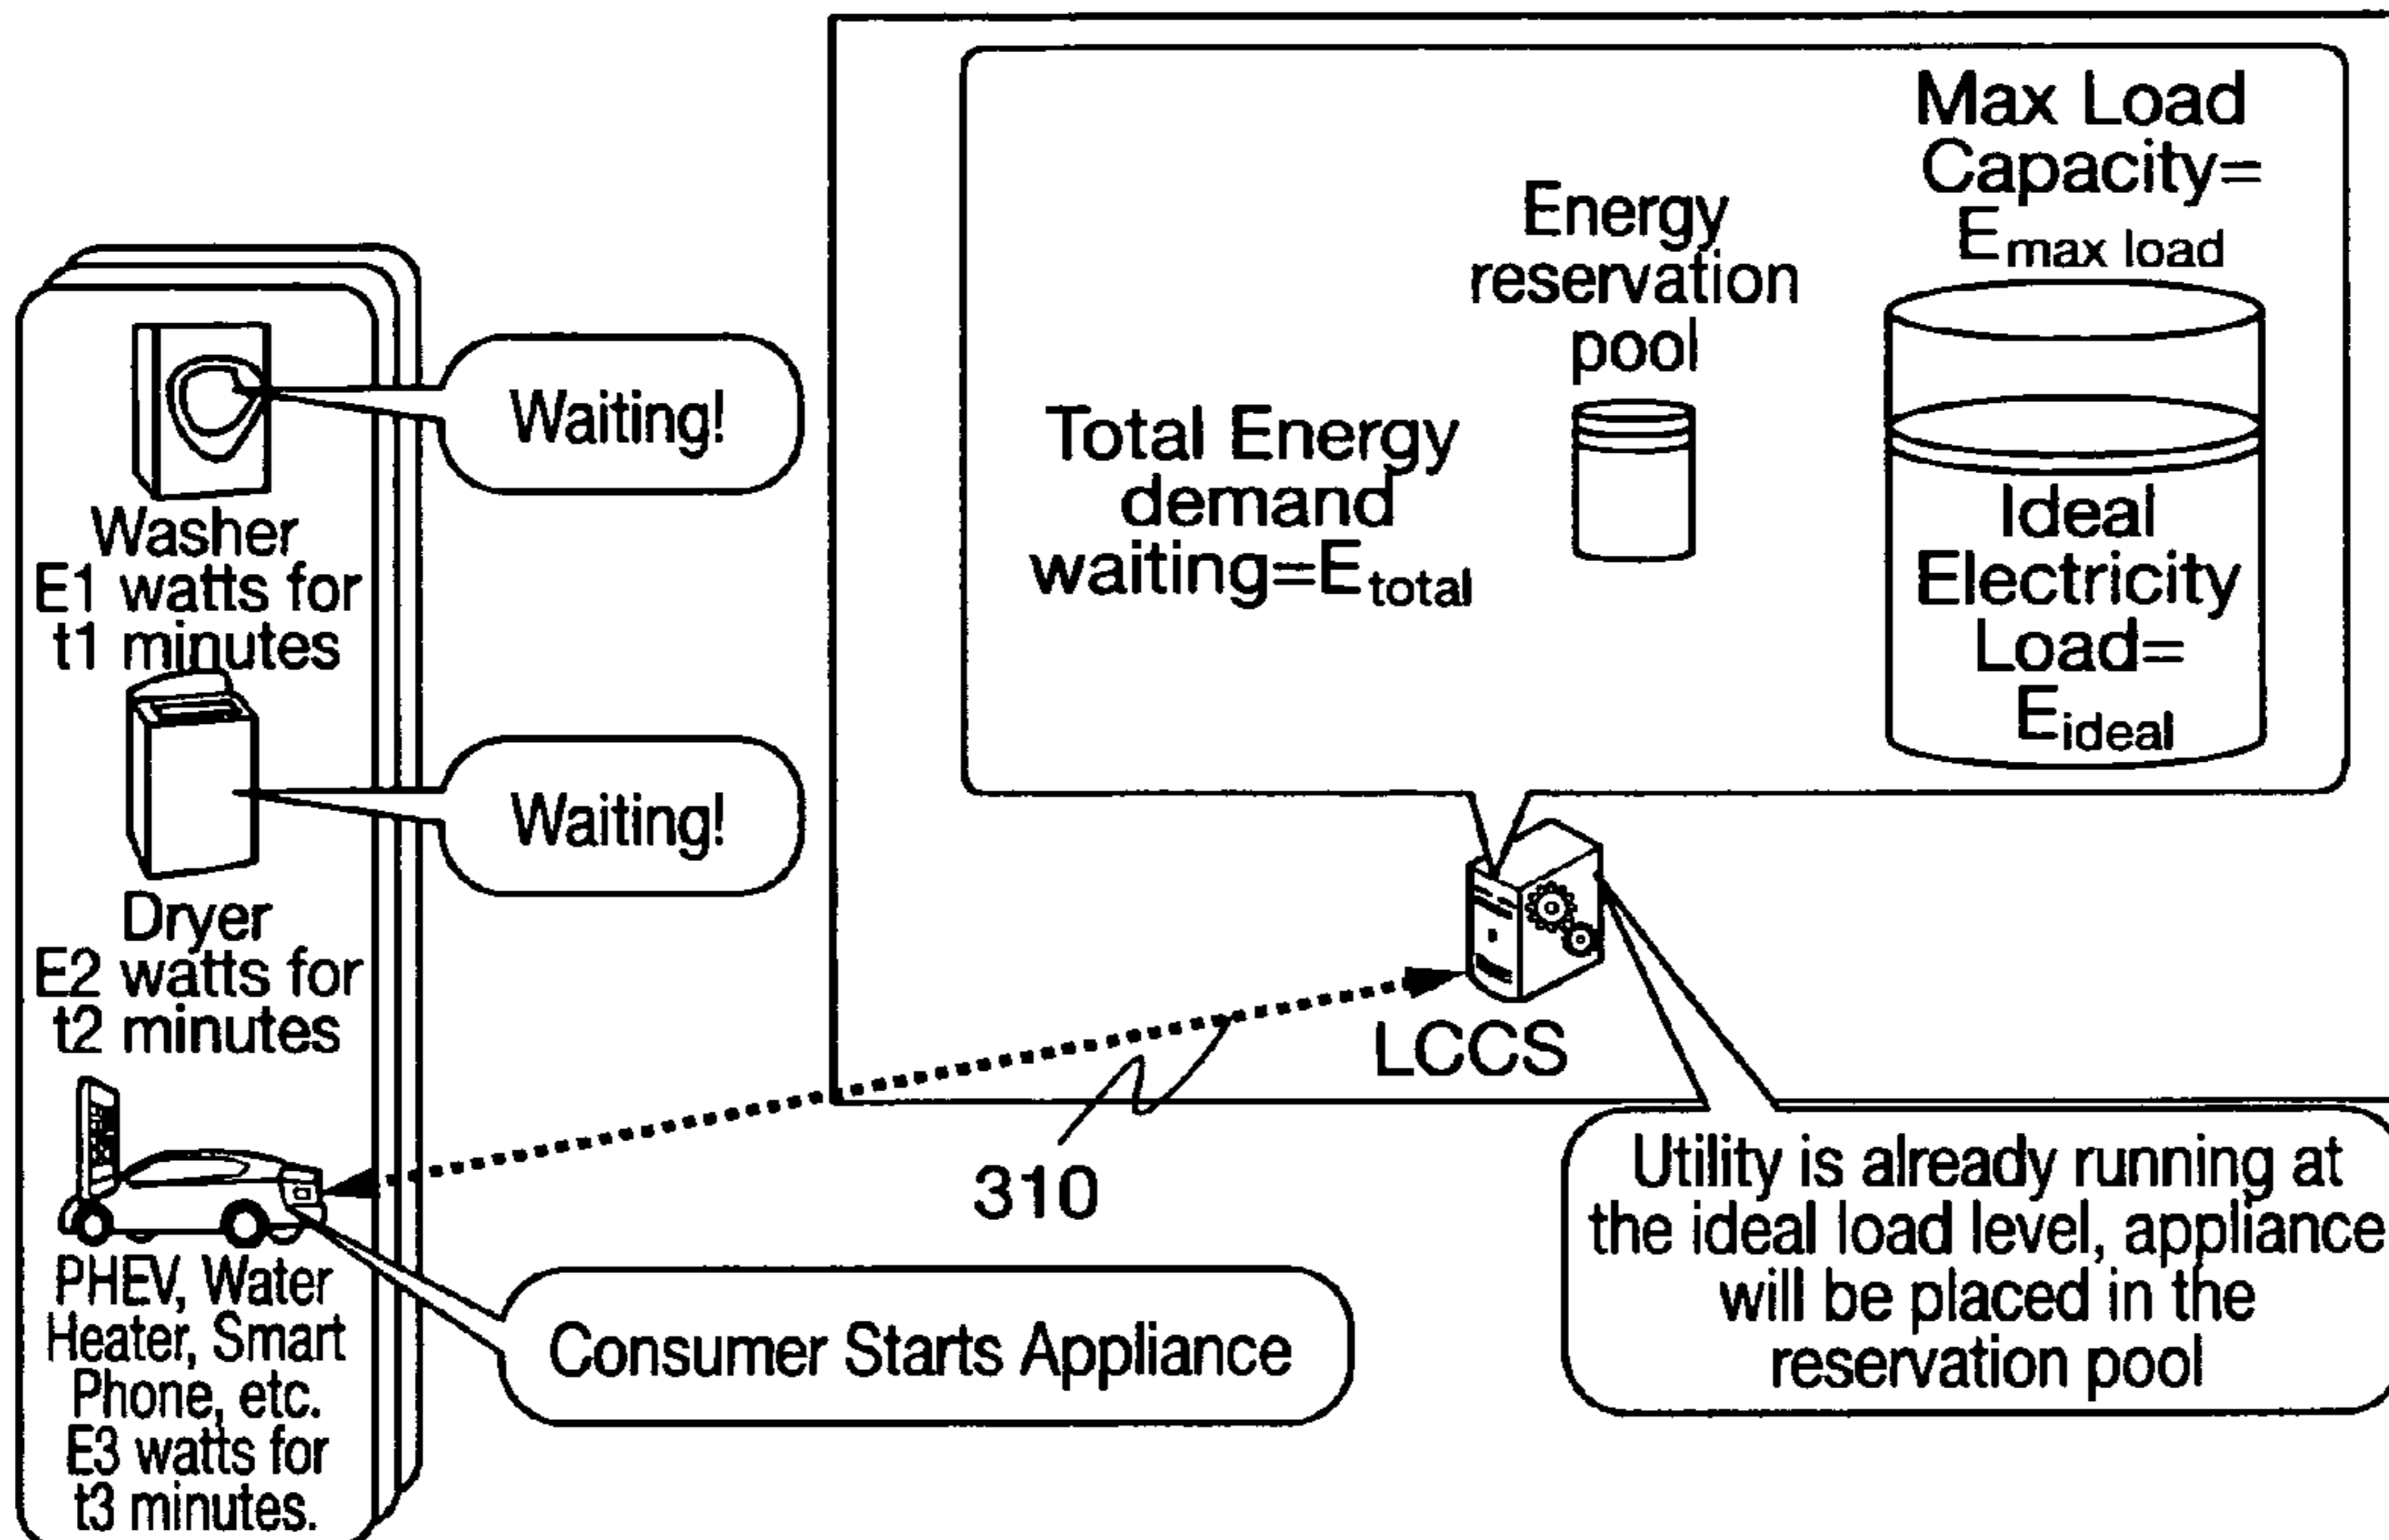 Waiting!
Washer
E1 watts for
t1 minutes
Waiting!
Dryer
E2 watts for
t2 minutes
PHEV, Water
Heater, Smart
Phone, etc.
E3 watts for
t3 minutes.
Consumer Starts Appliance
310
Total Energy
demand
waiting=Etotal
Energy
reservation
pool
Max Load
Capacity=
Emax load
Ideal
Electricity
Load=
Eideal
LCCS
Utility is already running at
the ideal load level, appliance
will be placed in the
reservation pool